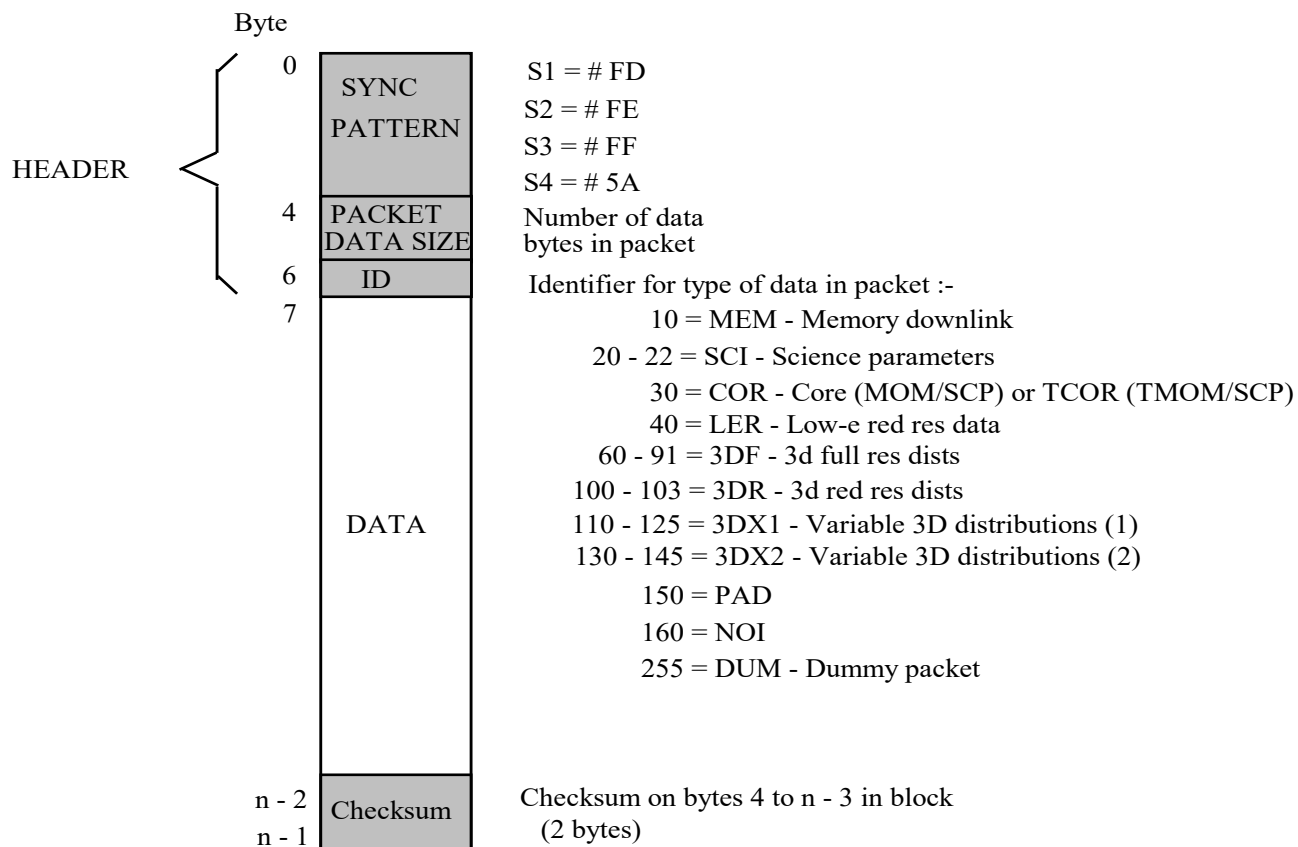 Byte
0
SYNC
PATTERN
S1 = # FD
S2 = # FE
S3 = # FF
S4 = # 5A
HEADER
4
PACKET
DATA SIZE
Number of data
bytes in packet
6
ID
Identifier for type of data in packet :-
7
10 = MEM - Memory downlink
20 - 22 = SCI - Science parameters
30 = COR - Core (MOM/SCP) or TCOR (TMOM/SCP)
40 = LER - Low-e red res data
60 - 91 = 3DF - 3d full res dists
100 - 103 = 3DR - 3d red res dists
DATA
110 - 125 = 3DX1 - Variable 3D distributions (1)
130 - 145 = 3DX2 - Variable 3D distributions (2)
150 = PAD
160 = NOI
255 = DUM - Dummy packet
n - 2
Checksum
n - 1
Checksum on bytes 4 to n - 3 in block
(2 bytes)